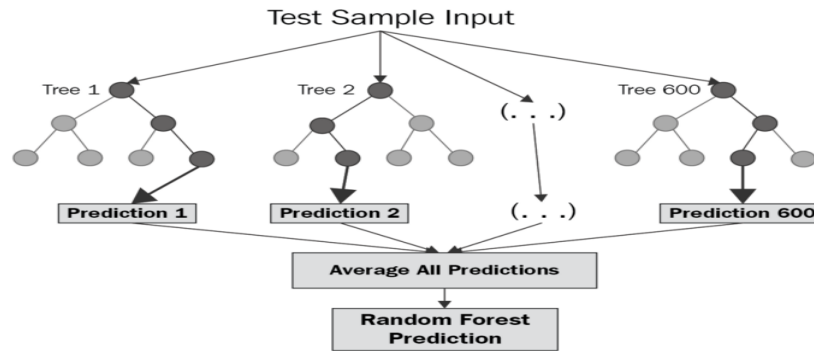 Test Sample Input
Tree 1
Tree 2
(. . .)
Tree 600
Prediction 1
Prediction 2
(. . .)
Prediction 600
Average All Predictions
Random Forest
Prediction